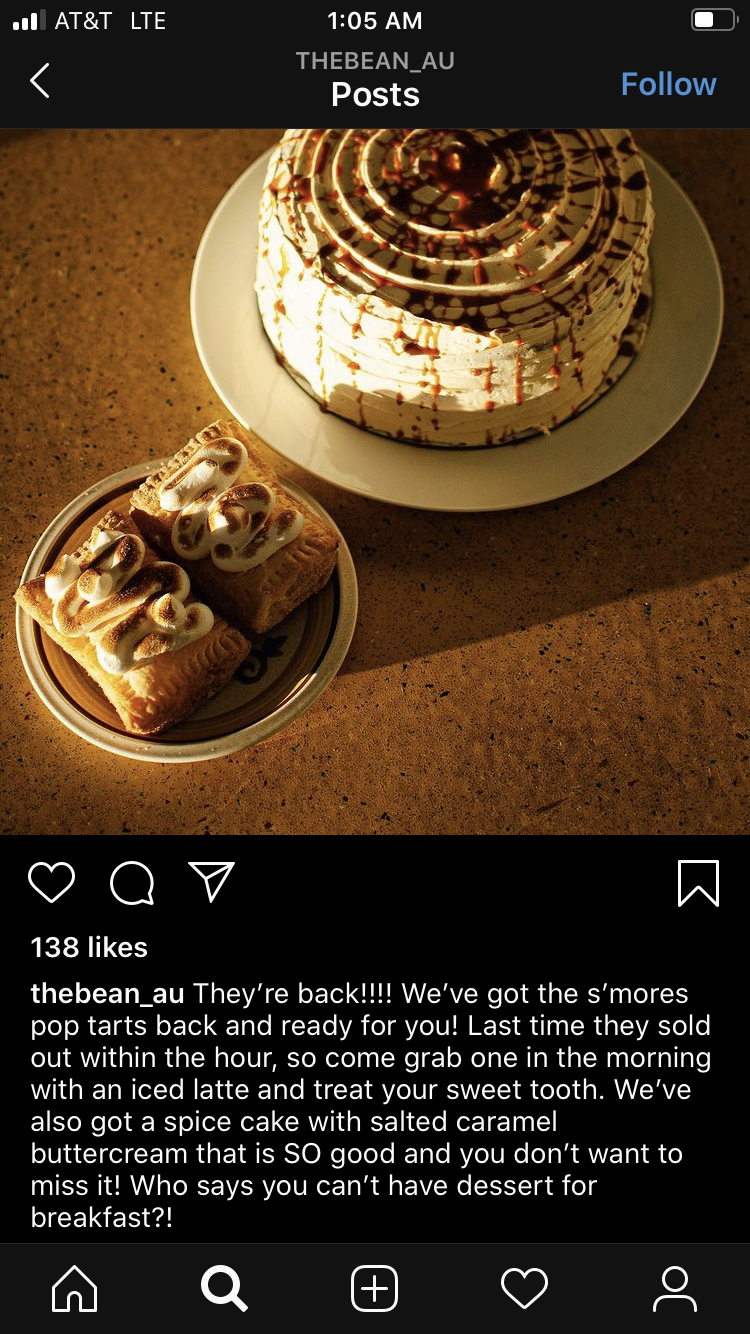 AT&T LTE 1:05 AM
THEBEAN_AU
Posts
Follow
138 likes
thebean_au They’re back!!!! We’ve got the s’mores
pop tarts back and ready for you! Last time they sold
out within the hour, so come grab one in the morning
with an iced latte and treat your sweet tooth. We’ve
also got a spice cake with salted caramel
buttercream that is SO good and you don’t want to
miss it! Who says you can’t have dessert for
breakfast?!